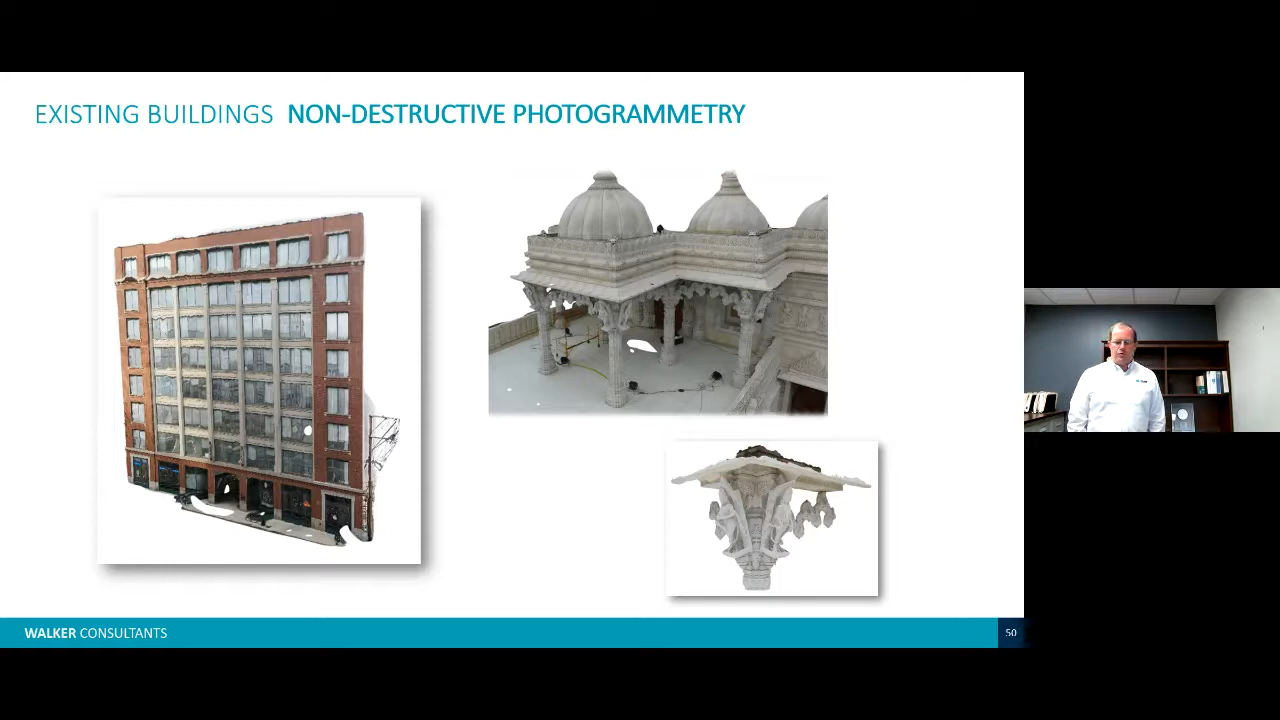 EXISTING BUILDINGS NON-DESTRUCTIVE PHOTOGRAMMETRY
WALKER CONSULTANTS
50